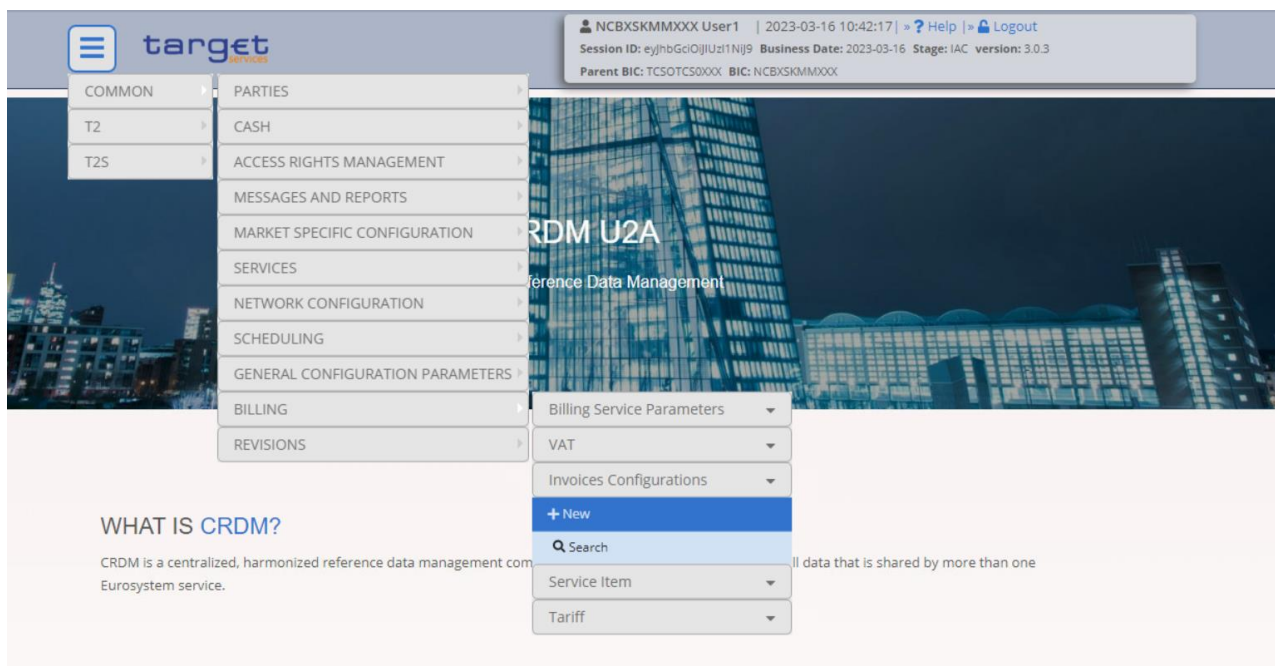 NCBXSKMMXXX User1 | 2023-03-16 10:42:17| » ? Help |» Logout
Session ID: eyJhbGciOiJIUzI1NiJ9 Business Date: 2023-03-16 Stage: IAC version: 3.0.3
Parent BIC: TCSOTCS0XXX BIC: NCBXSKMMXXX
target
services
COMMON
T2
T2S
PARTIES
CASH
ACCESS RIGHTS MANAGEMENT
MESSAGES AND REPORTS
MARKET SPECIFIC CONFIGURATION
SERVICES
NETWORK CONFIGURATION
SCHEDULING
GENERAL CONFIGURATION PARAMETERS
BILLING
REVISIONS
RDM U2A
ference Data Management
Billing Service Parameters
VAT
Invoices Configurations
+ New
Search
Service Item
Tariff
WHAT IS CRDM?
CRDM is a centralized, harmonized reference data management com ll data that is shared by more than one
Eurosystem service.